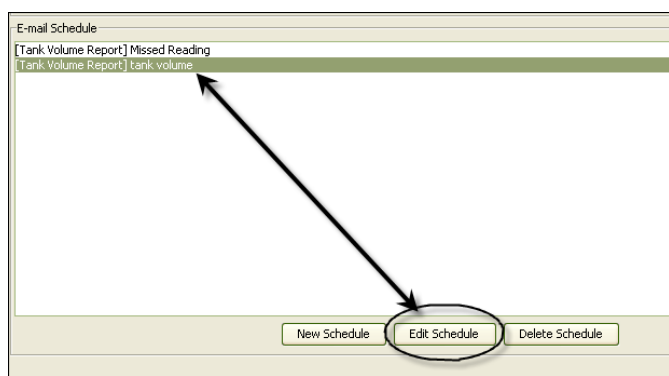 E-mail Schedule
[Tank Volume Report] Missed Reading
[Tank Volume Report] tank volume
New Schedule Edit Schedule Delete Schedule